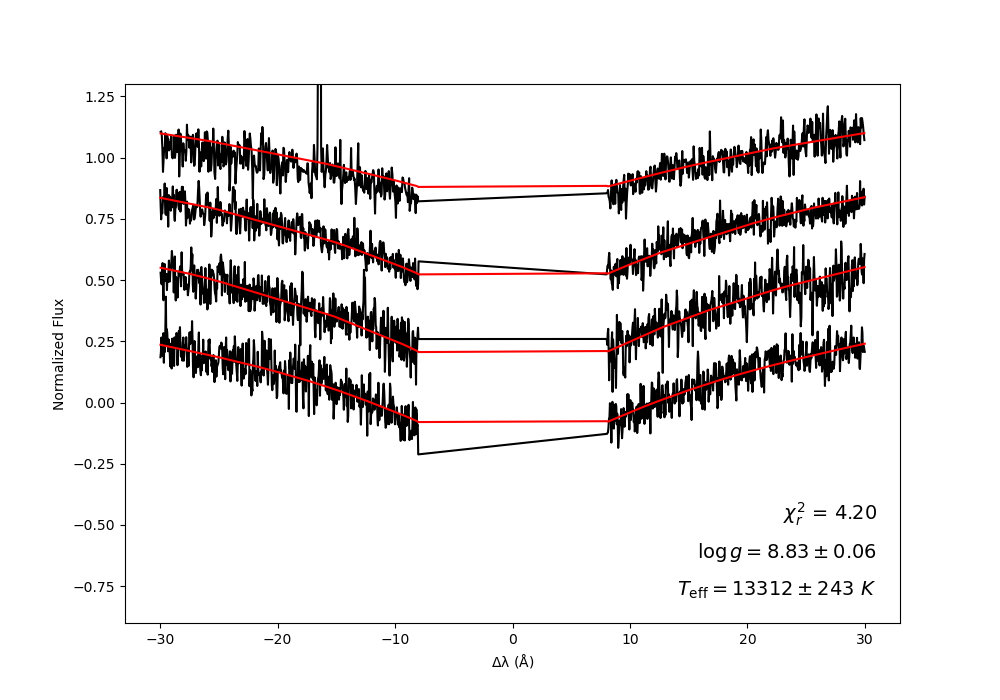 1.25
1.00
0.75
0.50
0.25
0.00
−0.25
−0.50
−0.75
Normalized Flux
χ²ᵣ = 4.20
log g = 8.83 ± 0.06
T_eff = 13312 ± 243 K
−30 −20 −10 0 10 20 30
Δλ (Å)